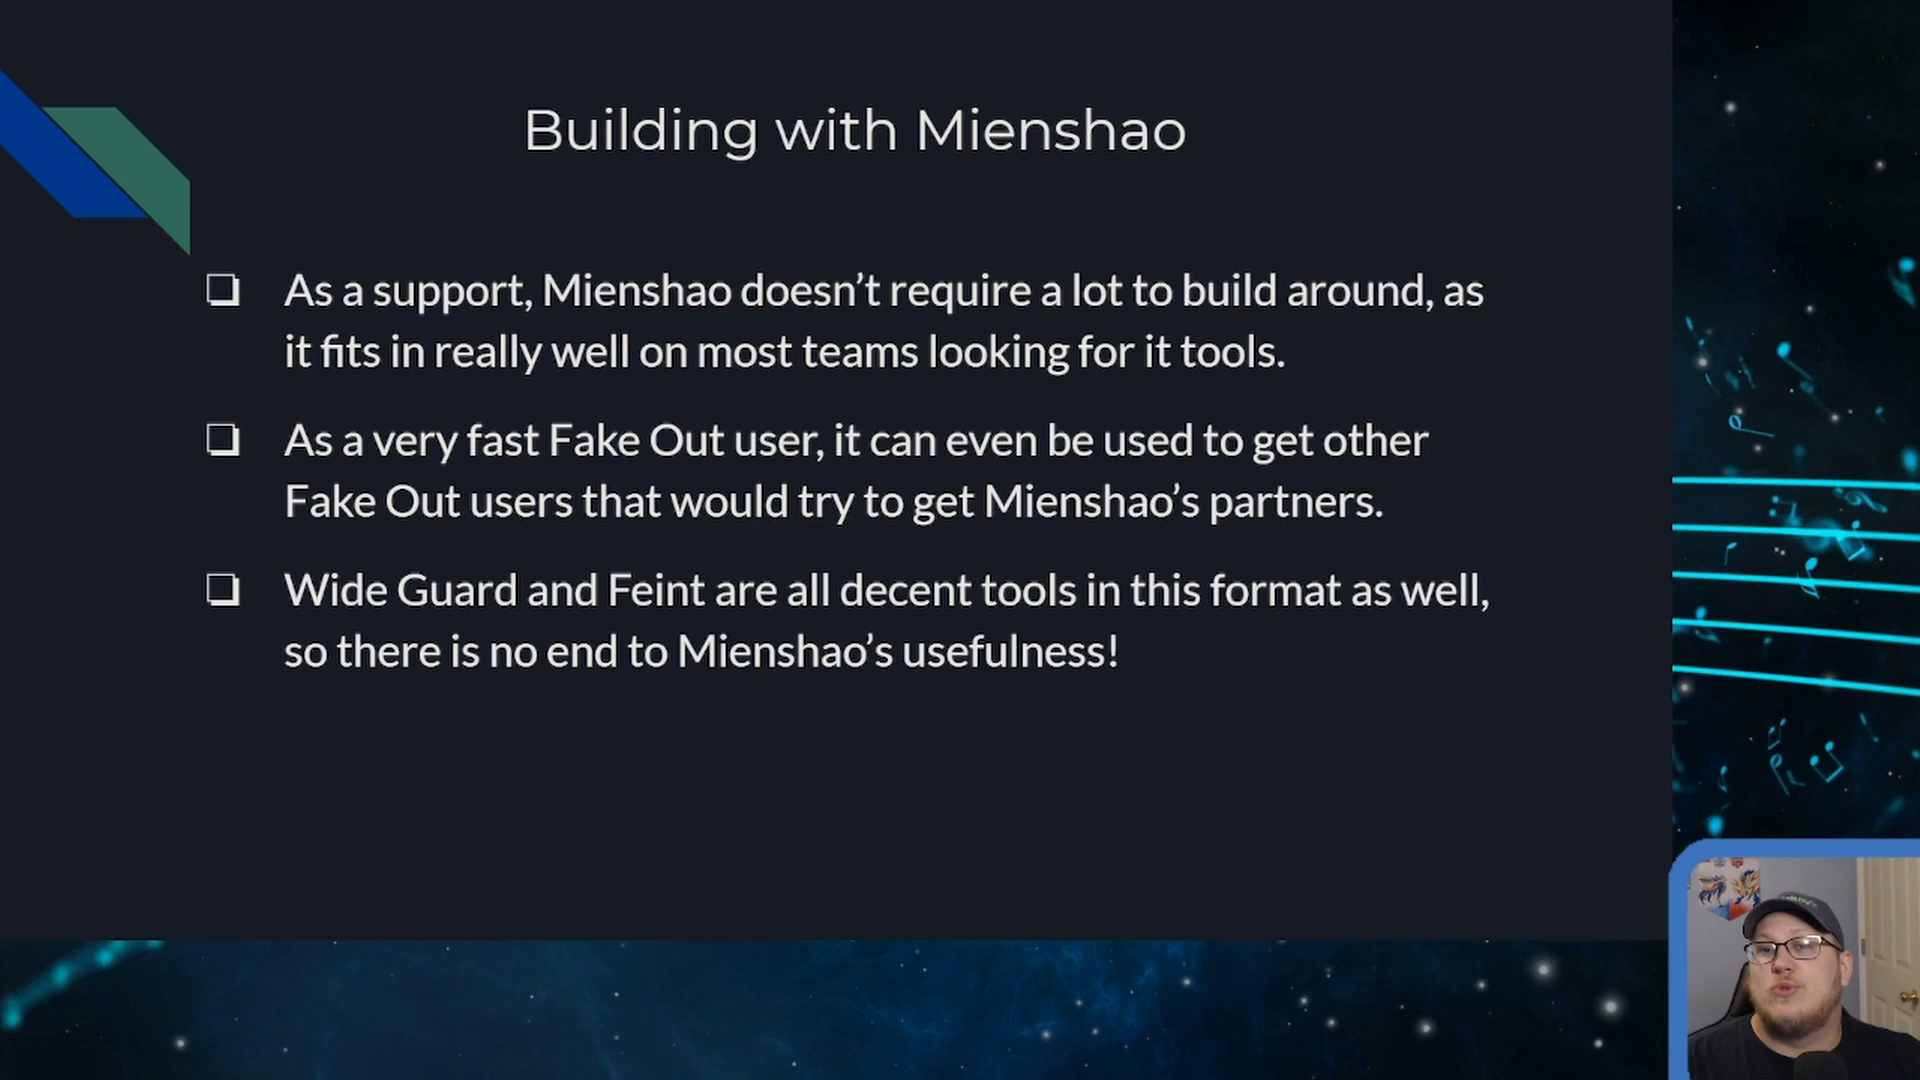 Building with Mienshao
As a support, Mienshao doesn’t require a lot to build around, as
it fits in really well on most teams looking for it tools.
As a very fast Fake Out user, it can even be used to get other
Fake Out users that would try to get Mienshao’s partners.
Wide Guard and Feint are all decent tools in this format as well,
so there is no end to Mienshao’s usefulness!